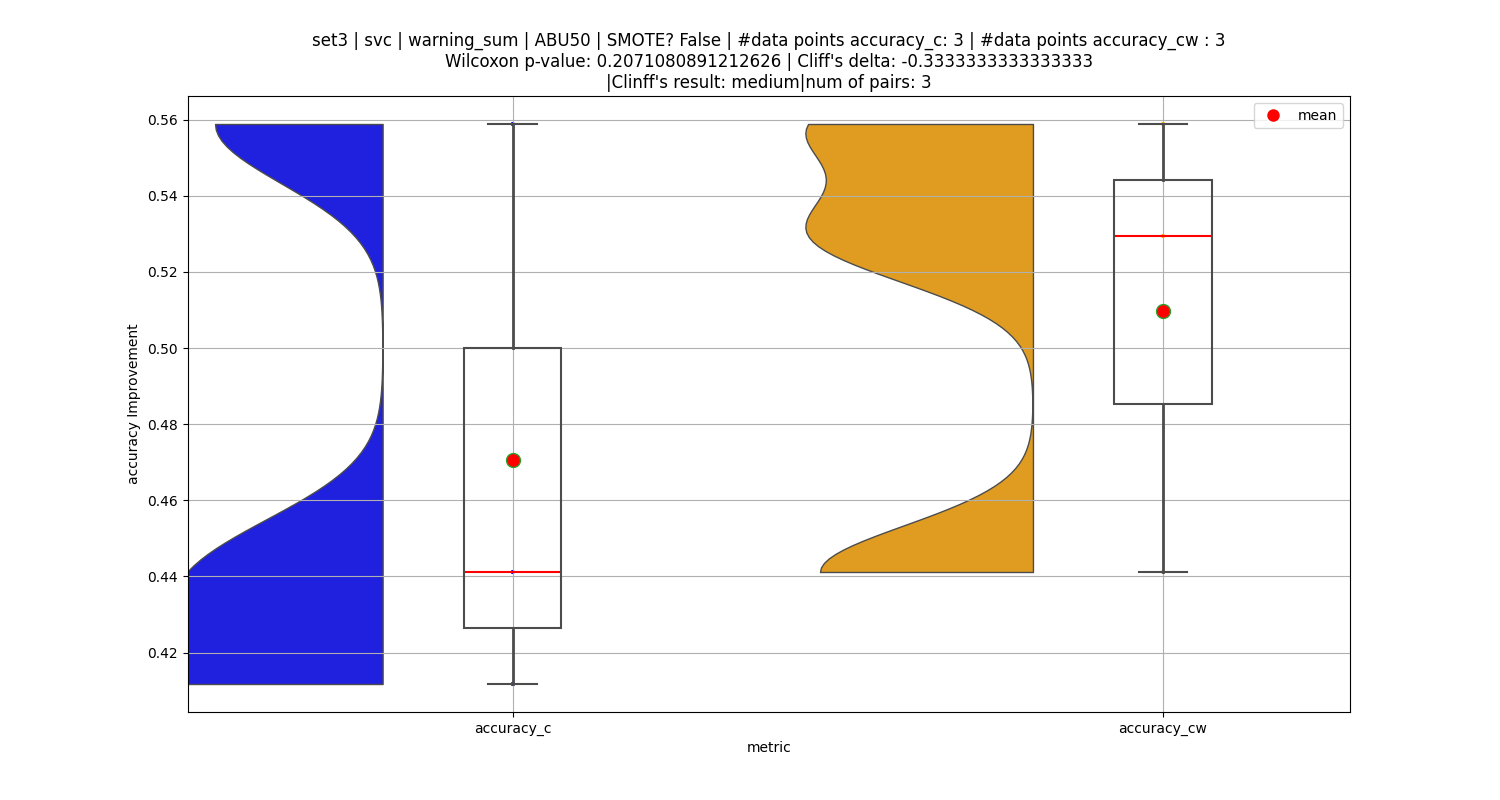 set3 | svc | warning_sum | ABU50 | SMOTE? False | #data points accuracy_c: 3 | #data points accuracy_cw : 3
Wilcoxon p-value: 0.2071080891212626 | Cliff's delta: -0.3333333333333333
|Clinff's result: medium|num of pairs: 3
mean
0.56
0.54
0.52
0.50
0.48
0.46
0.44
0.42
accuracy Improvement
accuracy_c
accuracy_cw
metric